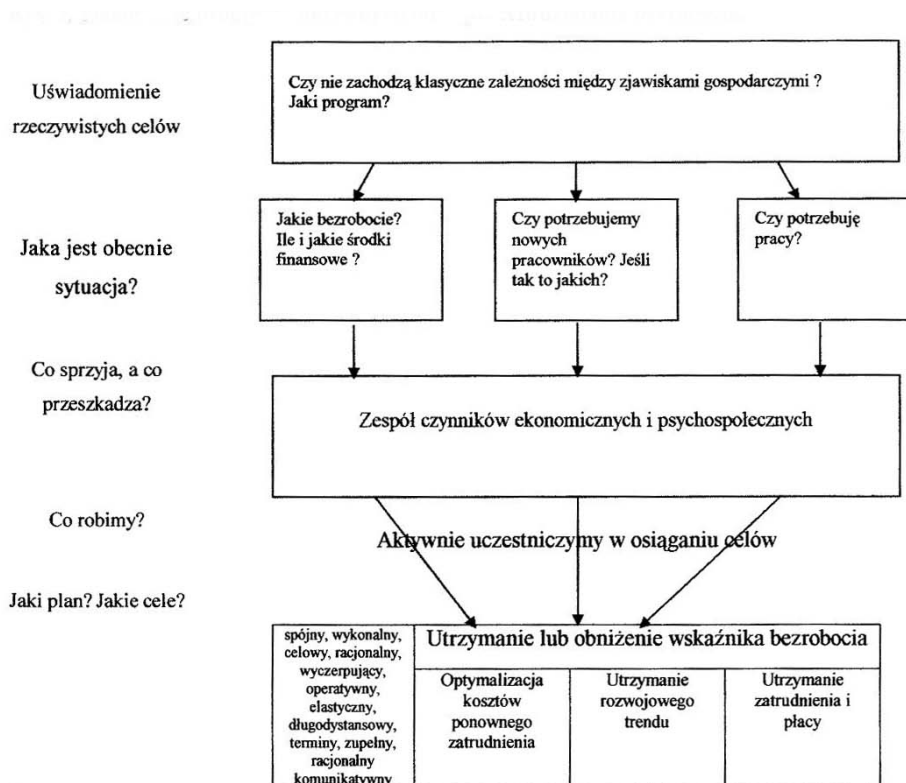 Uświadomienie
rzeczywistych celów
Czy nie zachodzą klasyczne zależności między zjawiskami gospodarczymi ?
Jaki program?
Jaka jest obecnie
sytuacja?
Jakie bezrobocie?
Ile i jakie środki
finansowe ?
Czy potrzebujemy
nowych
pracowników? Jeśli
tak to jakich?
Czy potrzebuję
pracy?
Co sprzyja, a co
przeszkadza?
Zespół czynników ekonomicznych i psychospołecznych
Co robimy?
Aktywnie uczestniczymy w osiąganiu celów
Jaki plan? Jakie cele?
spójny, wykonalny,
celowy, racjonalny,
wyczerpujący,
operatywny,
elastyczny,
długodystansowy,
terminy, zupełny,
racjonalny
komunikatywny
Utrzymanie lub obniżenie wskaźnika bezrobocia
Optymalizacja
kosztów
ponownego
zatrudnienia
Utrzymanie
rozwojowego
trendu
Utrzymanie
zatrudnienia i
płacy